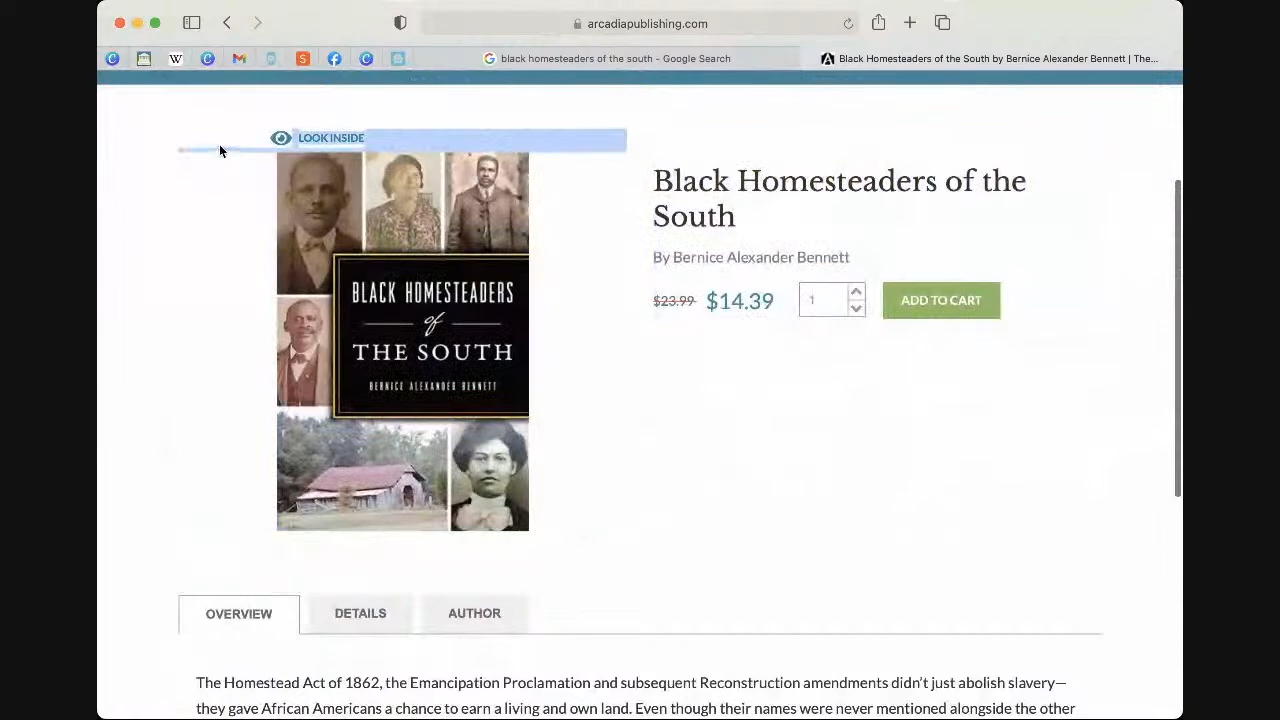 arcadiapublishing.com
black homesteaders of the south - Google Search
Black Homesteaders of the South by Bernice Alexander Bennett | The...
LOOK INSIDE
BLACK HOMESTEADERS
of
THE SOUTH
BERNICE ALEXANDER BENNETT
Black Homesteaders of the
South
By Bernice Alexander Bennett
$23.99 $14.39 1 ADD TO CART
OVERVIEW DETAILS AUTHOR
The Homestead Act of 1862, the Emancipation Proclamation and subsequent Reconstruction amendments didn’t just abolish slavery—
they gave African Americans a chance to earn a living and own land. Even though their names were never mentioned alongside the other